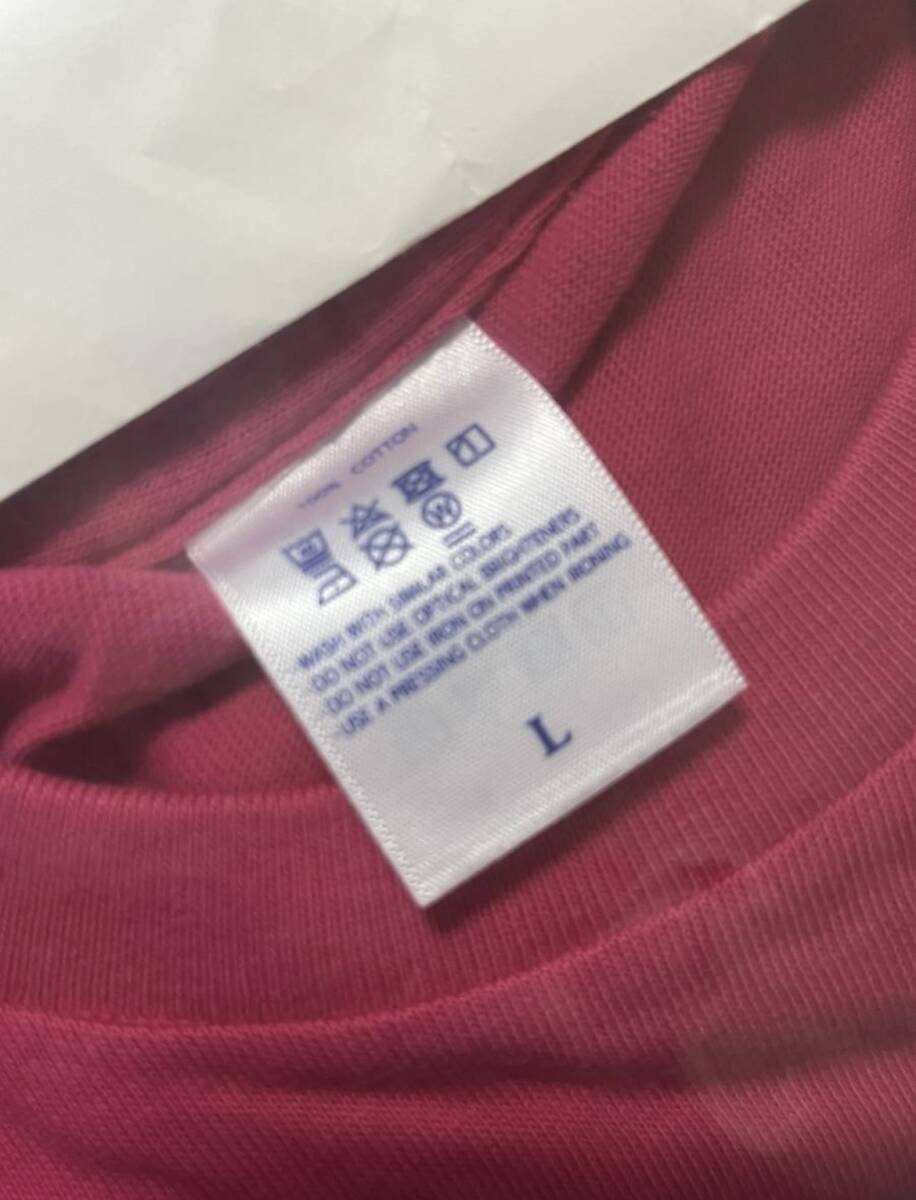 100% COTTON
W
·WASH WITH SIMILAR COLORS
·DO NOT USE OPTICAL BRIGHTENERS
·DO NOT USE IRON ON PRINTED PART
·USE A PRESSING CLOTH WHEN IRONING
L